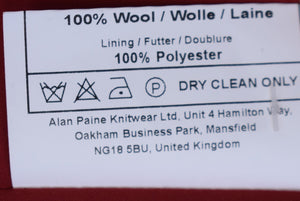 100% Wool / Wolle / Laine
Lining / Futter / Doublure
100% Polyester
P DRY CLEAN ONLY
Alan Paine Knitwear Ltd, Unit 4 Hamilton Way,
Oakham Business Park, Mansfield
NG18 5BU, United Kingdom